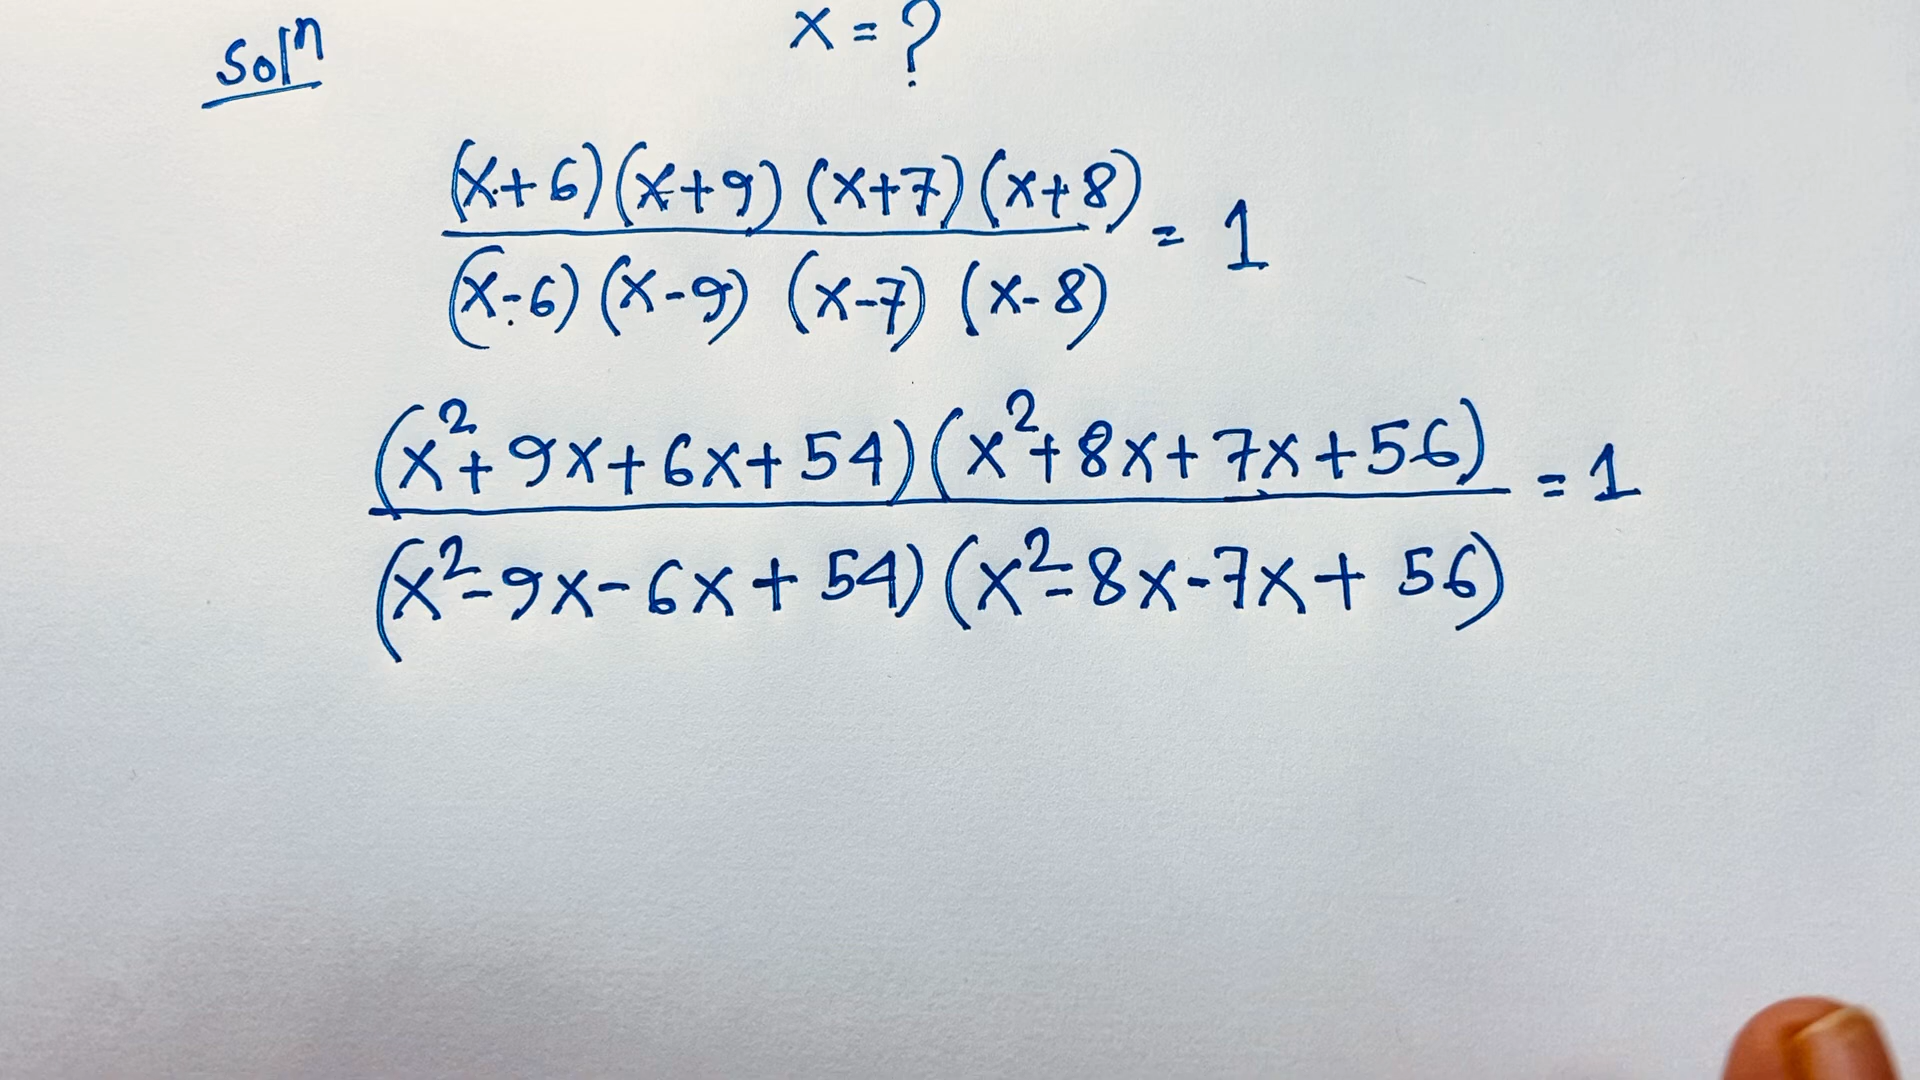 Solⁿ x = ?
(x+6)(x+9)(x+7)(x+8)
= 1
(x-6)(x-9)(x-7)(x-8)
(x²+9x+6x+54)(x²+8x+7x+56)
= 1
(x²-9x-6x+54)(x²-8x-7x+56)